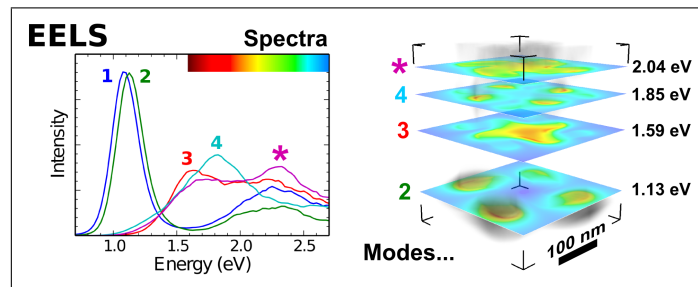 EELS
Spectra
1
2
3
4
*
Intensity
1.0
1.5
2.0
2.5
Energy (eV)
* 2.04 eV
4 1.85 eV
3 1.59 eV
2 1.13 eV
Modes...
100 nm